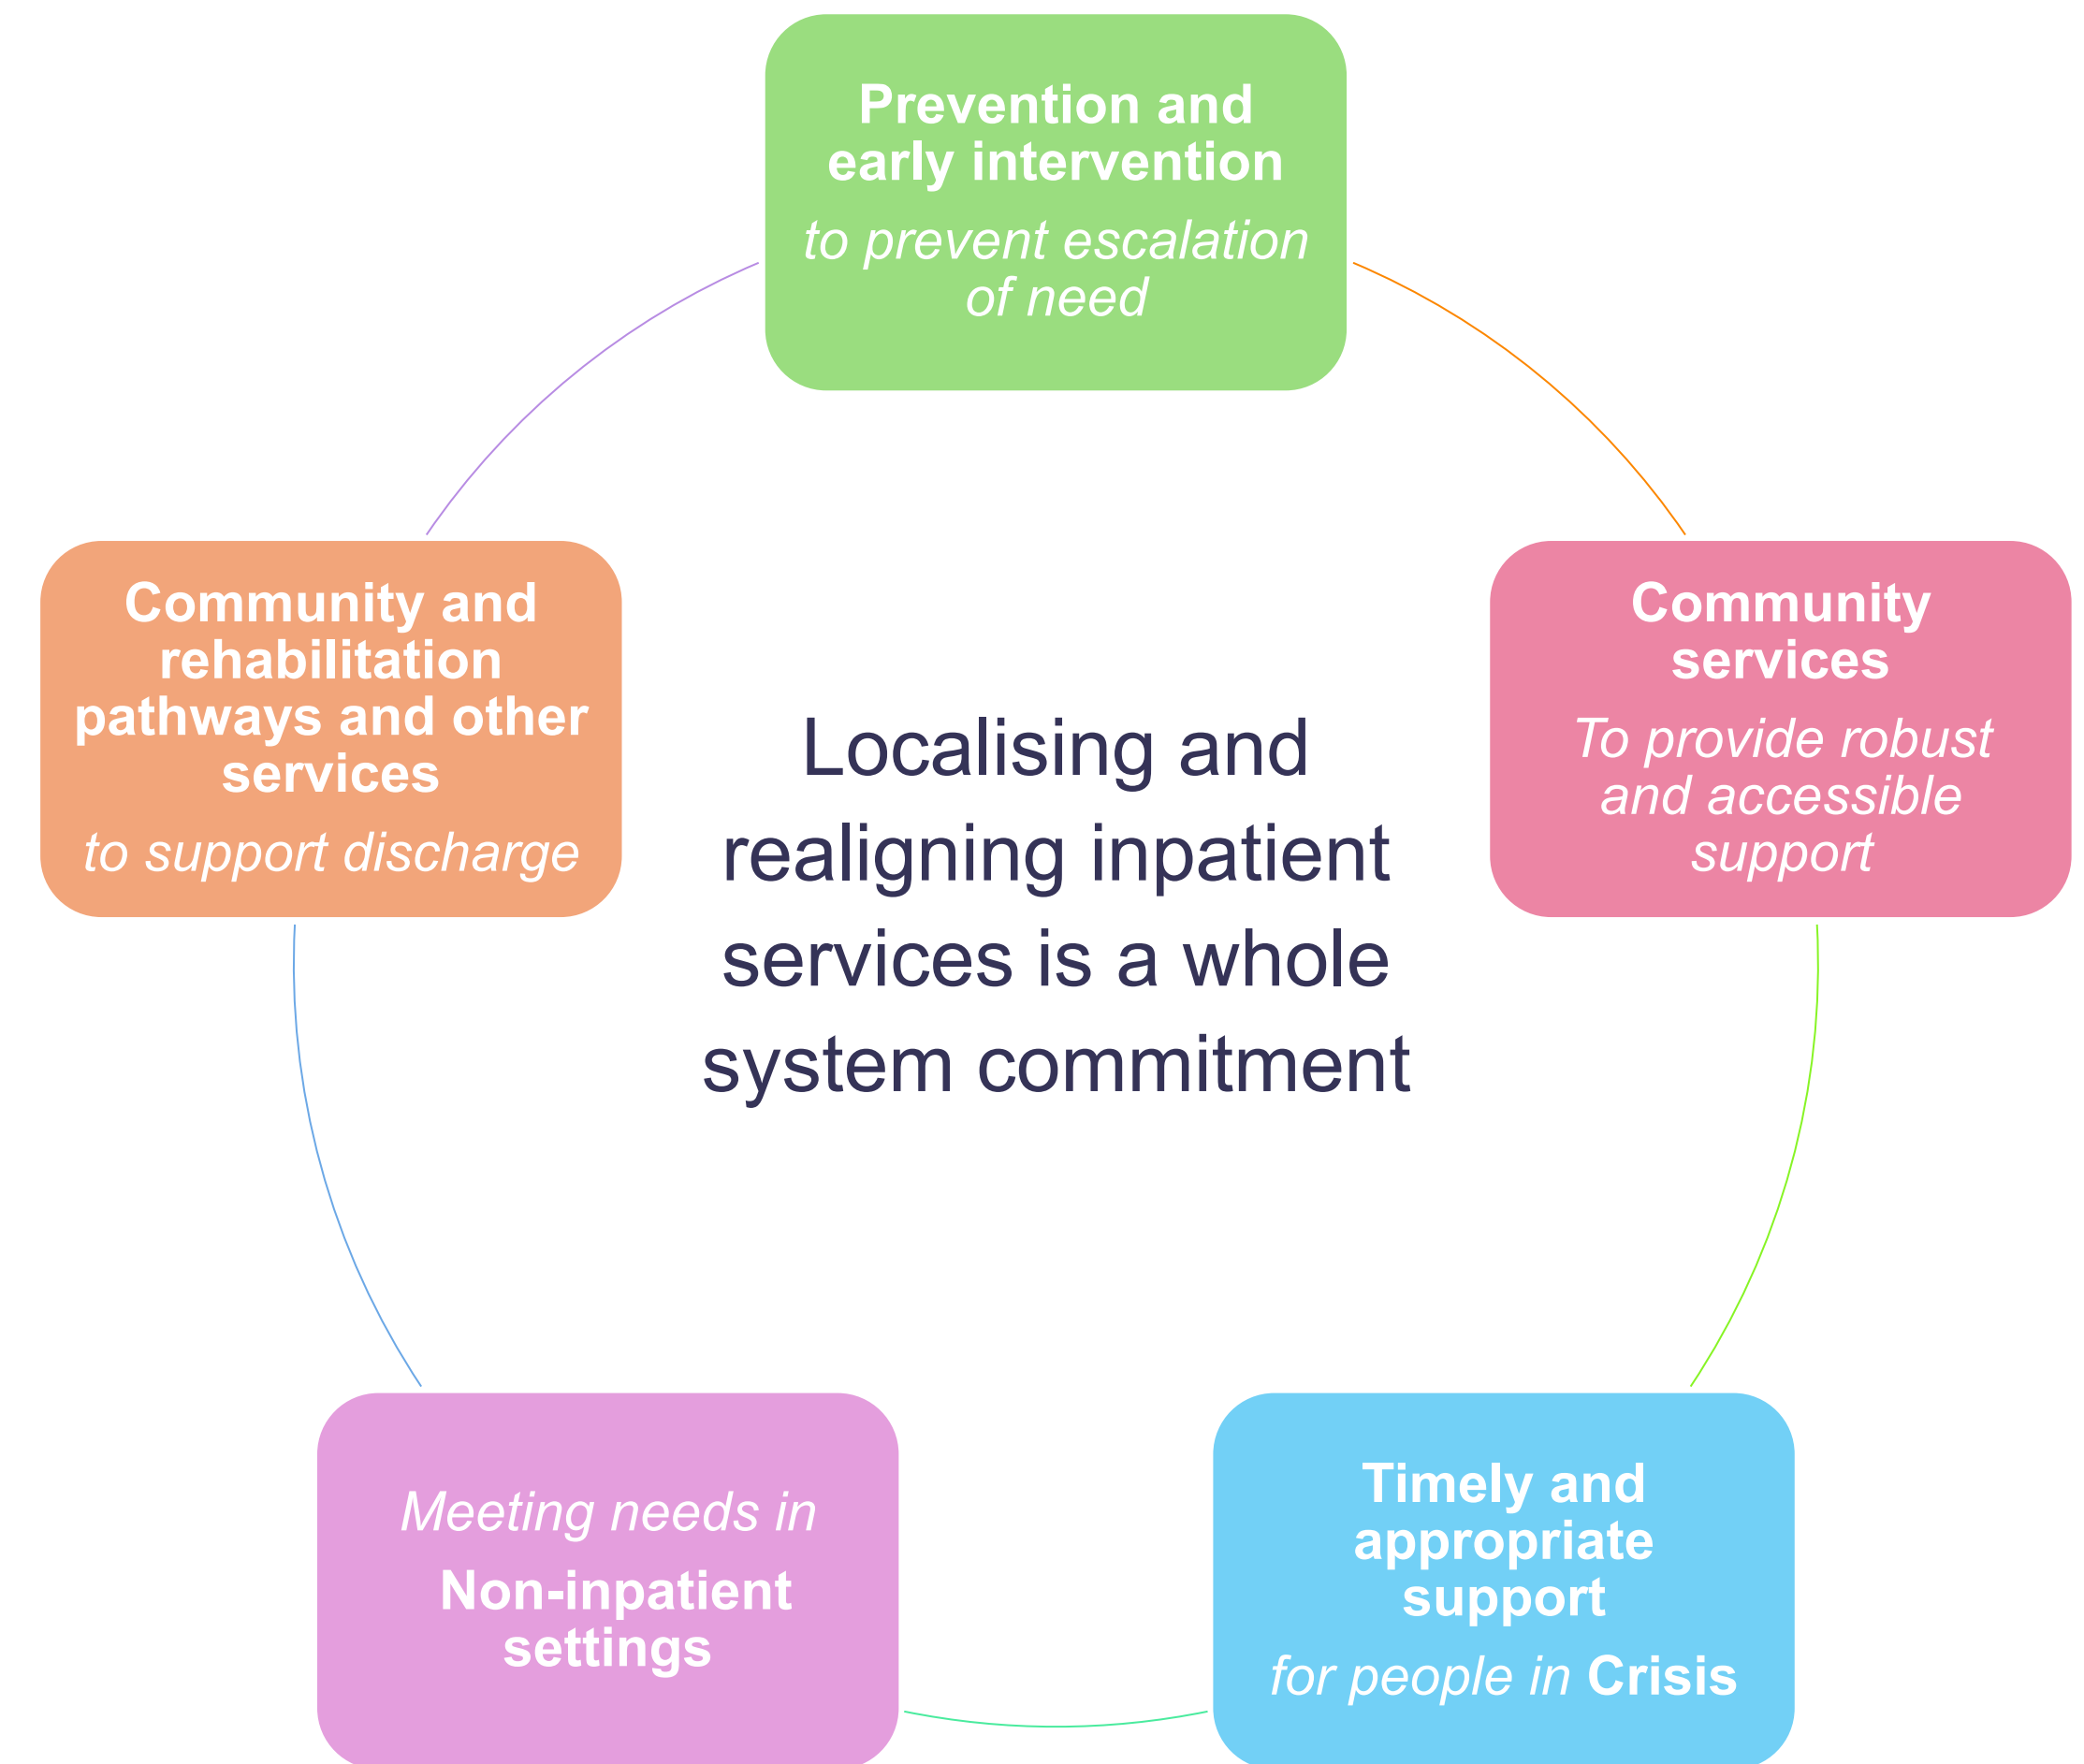 Prevention and
early intervention
to prevent escalation
of need
Community
services
To provide robust
and accessible
support
Timely and
appropriate
support
for people in Crisis
Meeting needs in
Non-inpatient
settings
Community and
rehabilitation
pathways and other
services
to support discharge
Localising and
realigning inpatient
services is a whole
system commitment